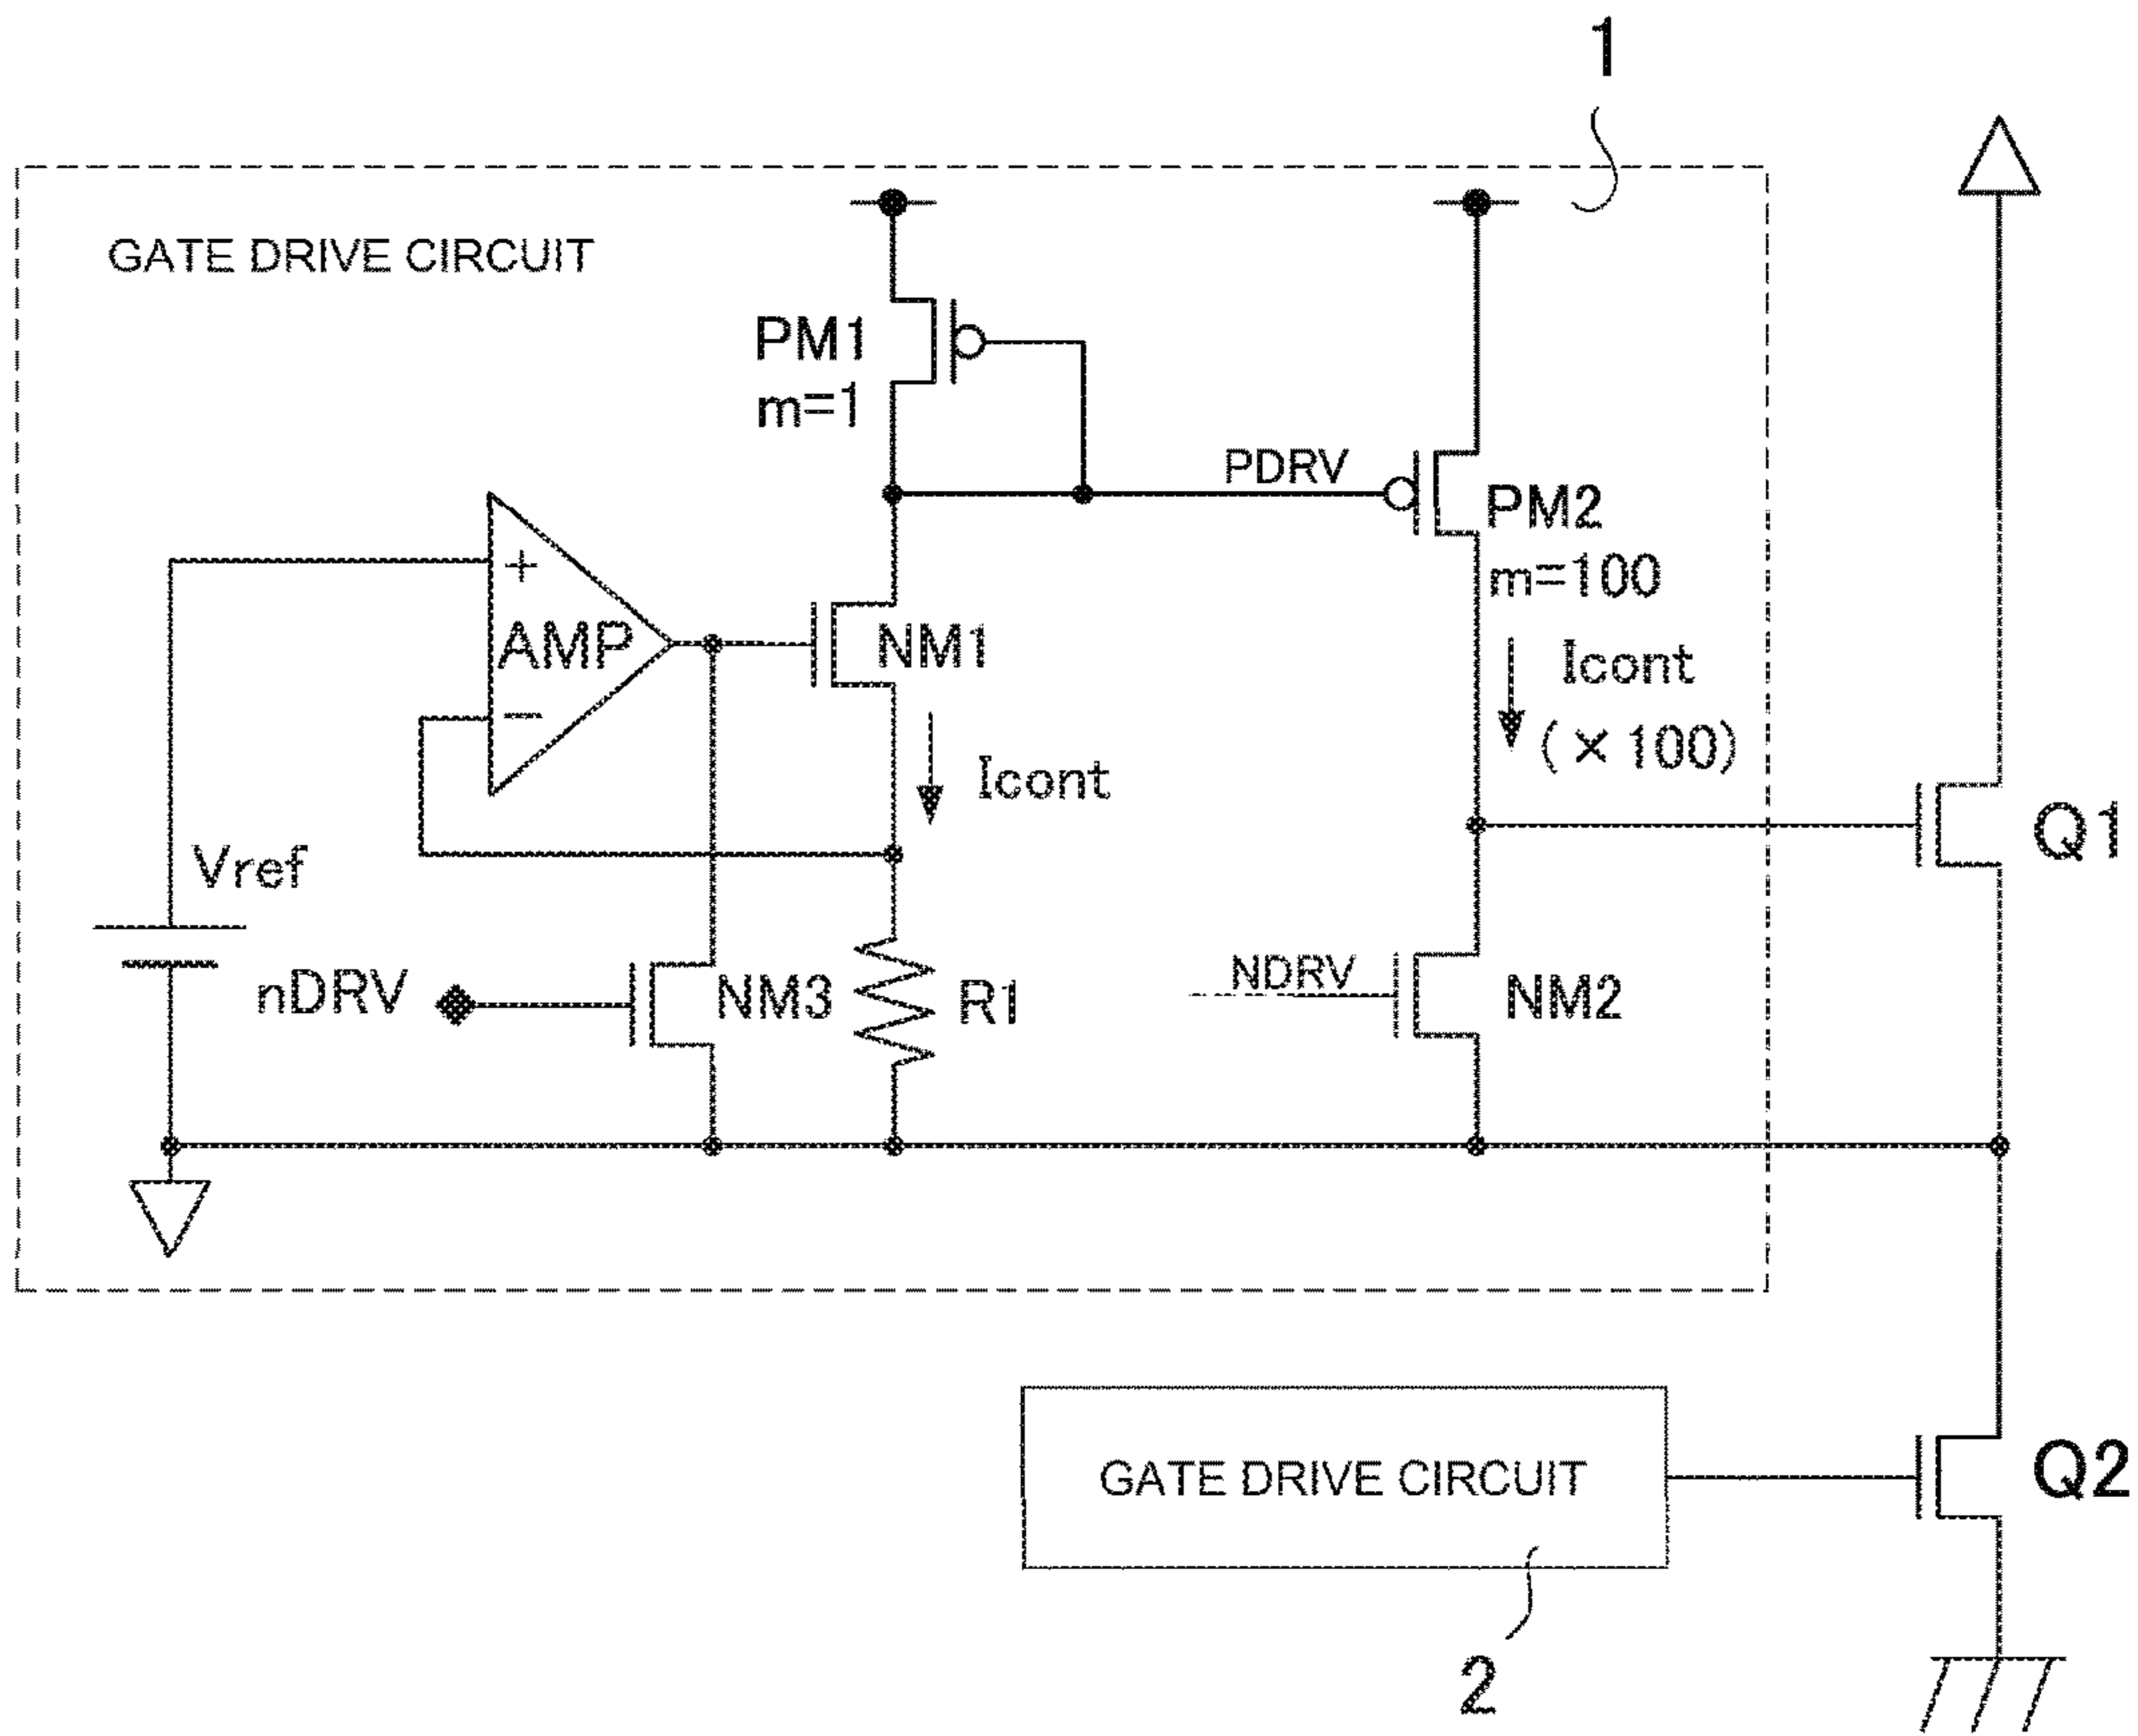 1
GATE DRIVE CIRCUIT
PM1
m=1
PDRV
PM2
m=100
+
AMP
−
NM1
Icont
(×100)
Icont
Q1
Vref
nDRV
NM3
R1
NDRV
NM2
GATE DRIVE CIRCUIT
Q2
2